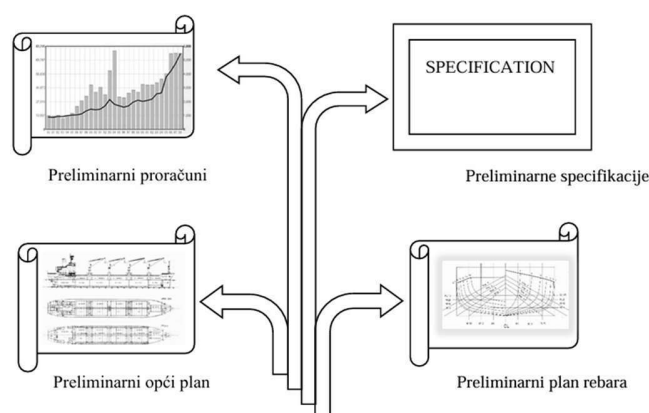 SPECIFICATION
Preliminarni proračuni
Preliminarne specifikacije
Preliminarni opći plan
Preliminarni plan rebara